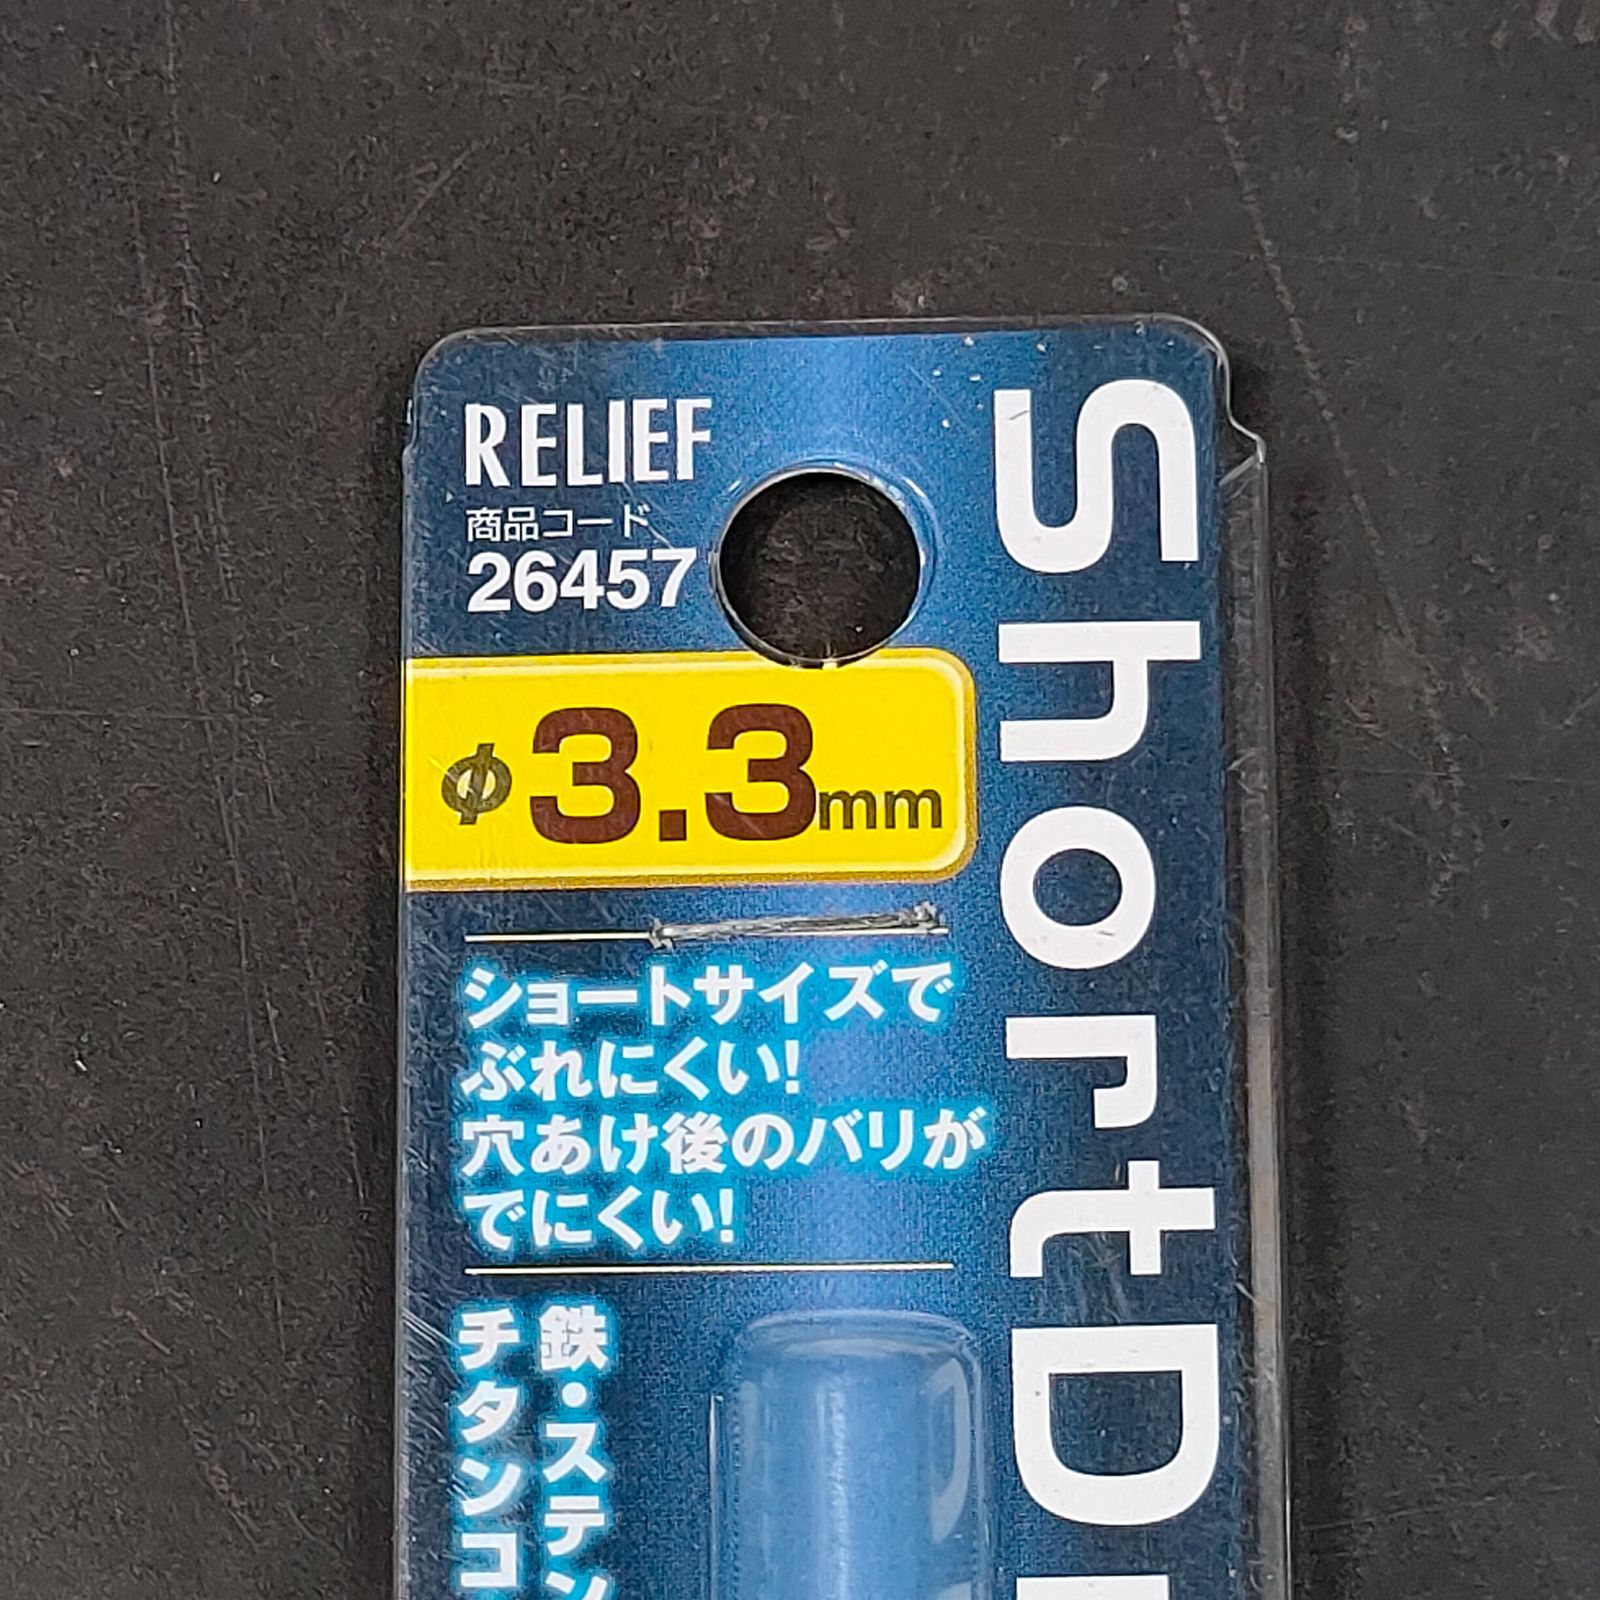 RELIEF
商品コード
26457
φ3.3mm
ショートサイズで
ぶれにくい!
穴あけ後のバリが
でにくい!
鉄・ステン
チタンコ
ShortD